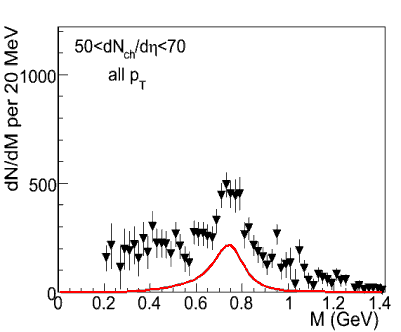 50<dN_ch/dη<70
all p_T
dN/dM per 20 MeV
1000
500
0
0 0.2 0.4 0.6 0.8 1 1.2 1.4
M (GeV)